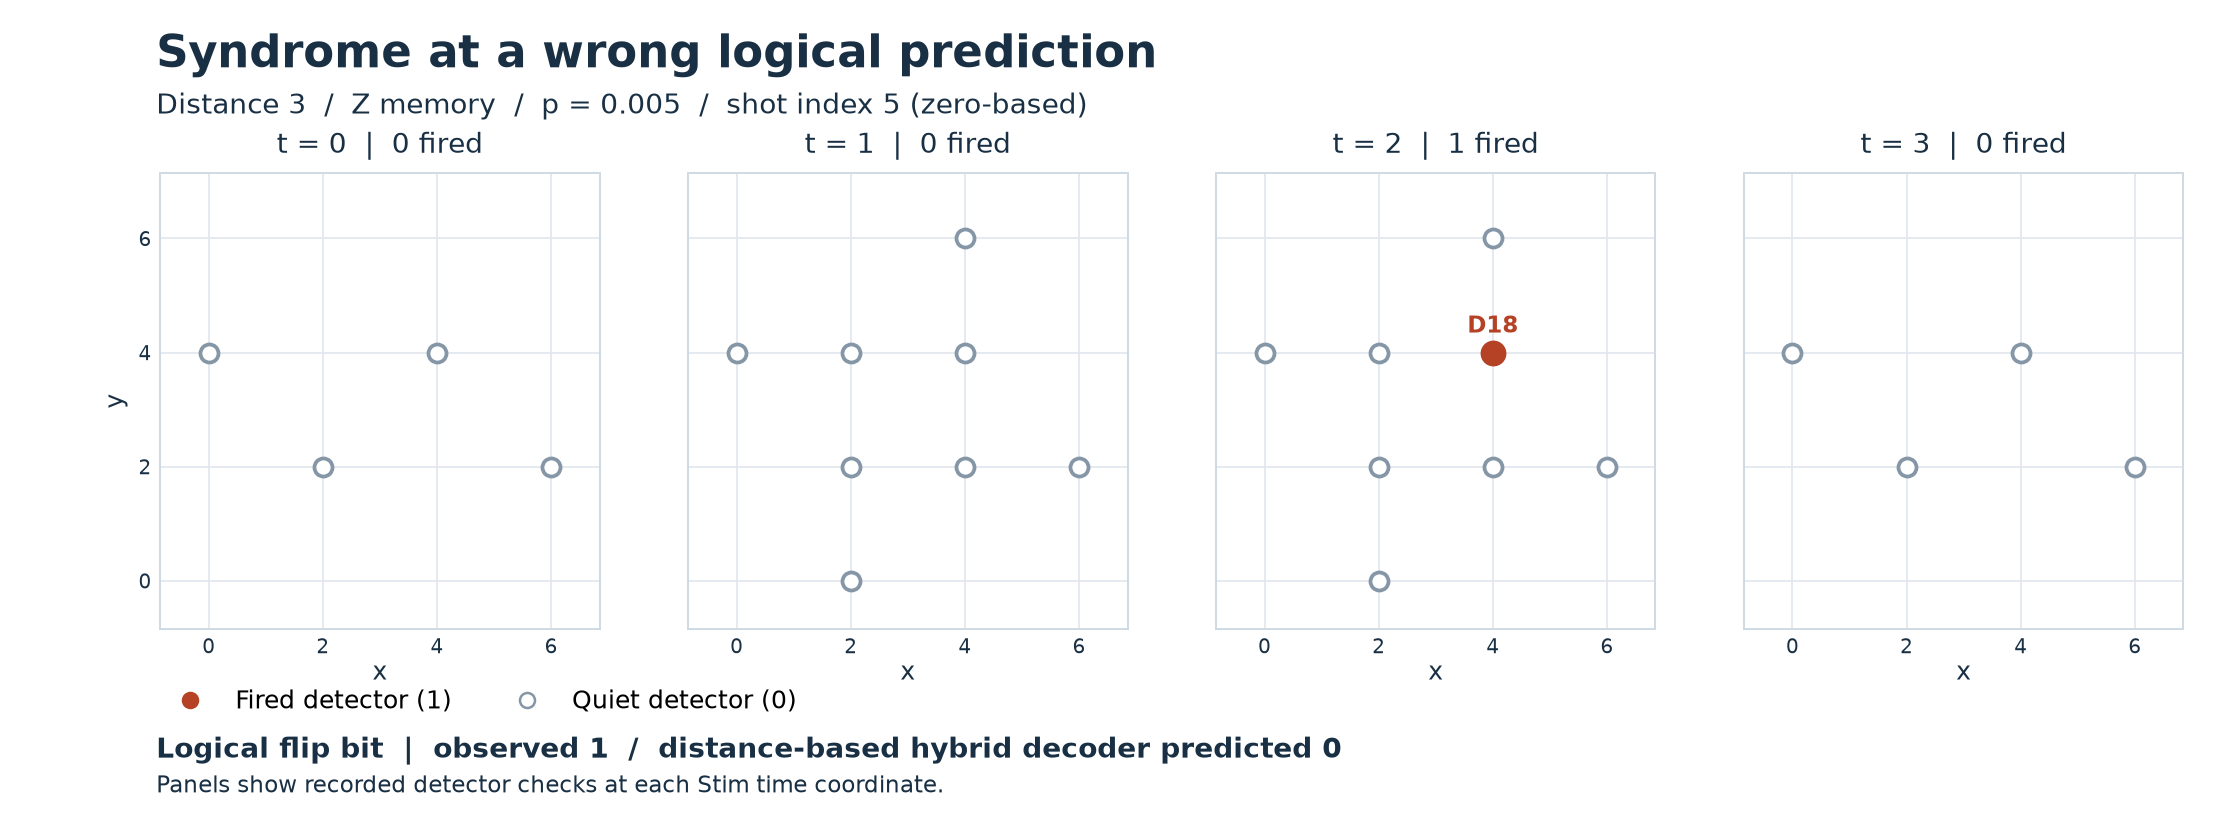 Syndrome at a wrong logical prediction
Distance 3 / Z memory / p = 0.005 / shot index 5 (zero-based)
t = 0 | 0 fired
t = 1 | 0 fired
t = 2 | 1 fired
t = 3 | 0 fired
y
6
4
2
0
D18
0 2 4 6
0 2 4 6
0 2 4 6
0 2 4 6
x
x
x
x
Fired detector (1)
Quiet detector (0)
Logical flip bit | observed 1 / distance-based hybrid decoder predicted 0
Panels show recorded detector checks at each Stim time coordinate.